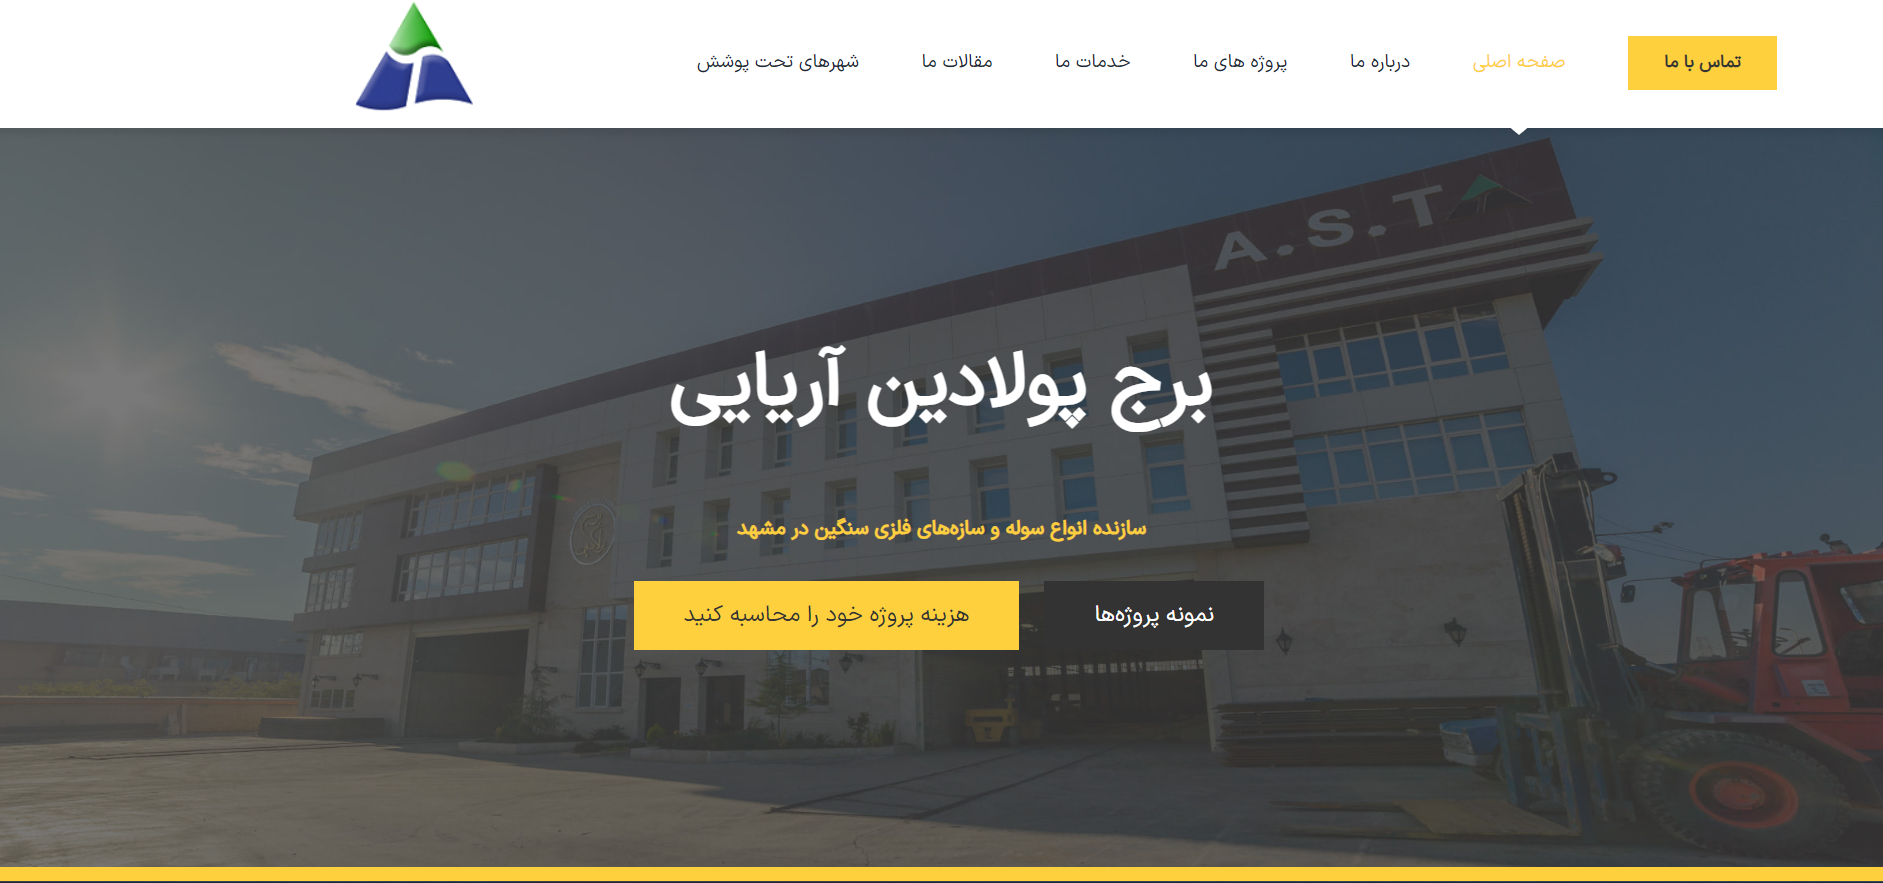 تماس با ما
صفحه اصلی
درباره ما
پروژه های ما
خدمات ما
مقالات ما
شهرهای تحت پوشش
A.S.T
برج پولادین آریایی
سازنده انواع سوله و سازه‌های فلزی سنگین در مشهد
نمونه پروژه‌ها
هزینه پروژه خود را محاسبه کنید